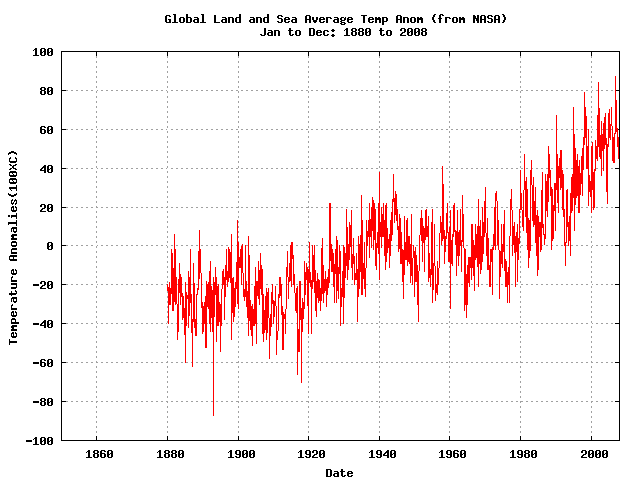 Global Land and Sea Average Temp Anom (from NASA)
Jan to Dec: 1880 to 2008
100
80
60
40
20
0
-20
-40
-60
-80
-100
Temperature Anomalies(100XC)
1860 1880 1900 1920 1940 1960 1980 2000
Date